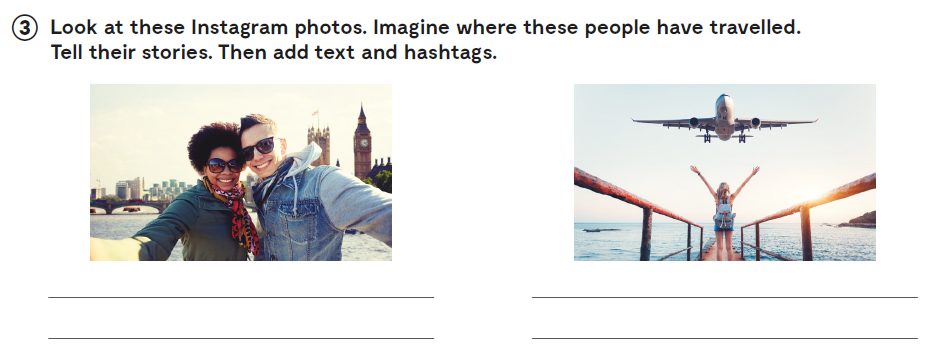 3 Look at these Instagram photos. Imagine where these people have travelled.
Tell their stories. Then add text and hashtags.